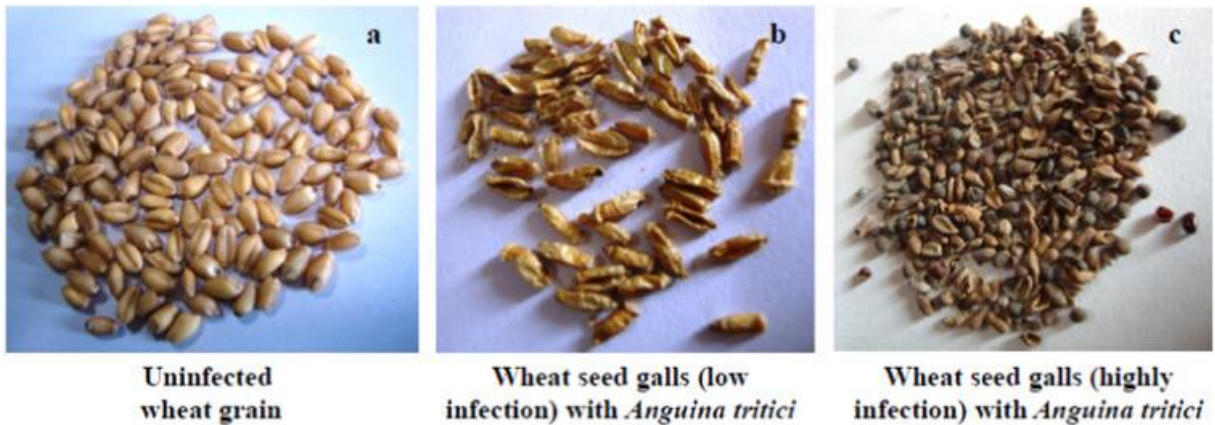 a
b
c
Uninfected
wheat grain
Wheat seed galls (low
infection) with Anguina tritici
Wheat seed galls (highly
infection) with Anguina tritici